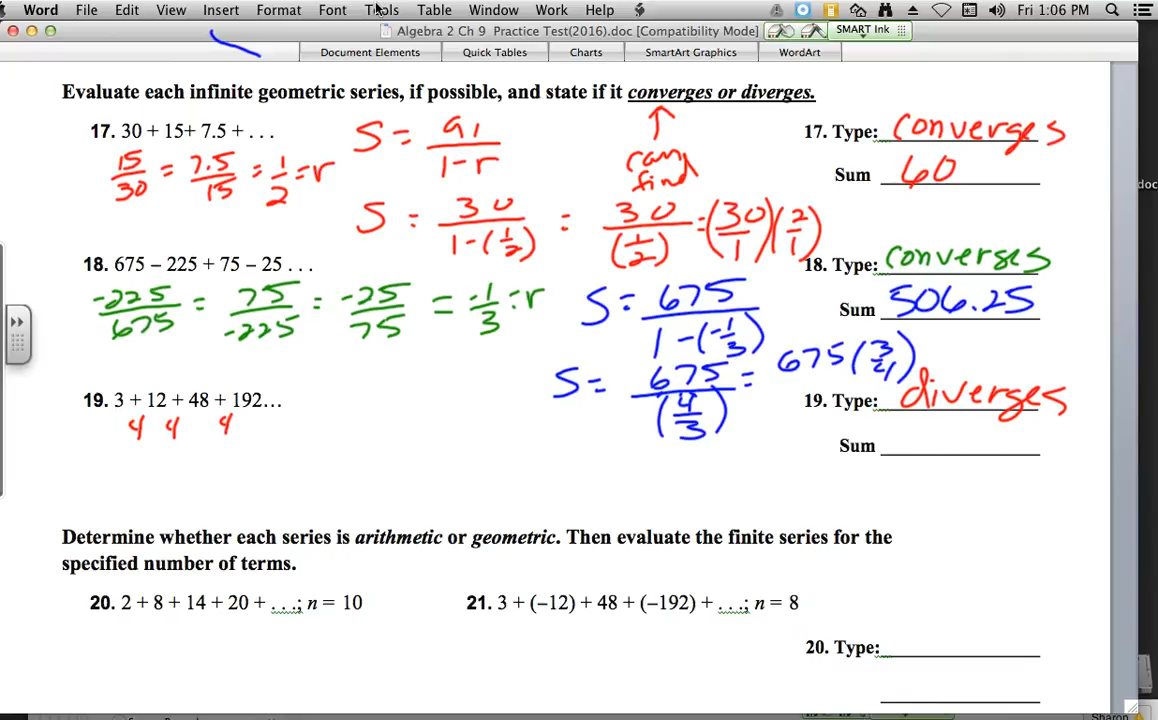 Word File Edit View Insert Format Font Tools Table Window Work Help Fri 1:06 PM
Algebra 2 Ch 9 Practice Test(2016).doc [Compatibility Mode] SMART Ink
Document Elements Quick Tables Charts SmartArt Graphics WordArt
Evaluate each infinite geometric series, if possible, and state if it converges or diverges.
17. 30 + 15+ 7.5 + . . .
15/30 = 7.5/15 = 1/2 = r
S = a1/(1-r)
can find
S = 30/(1-(1/2)) = 30/(1/2) = (30/1)(2/1)
17. Type: converges
Sum 60
18. 675 – 225 + 75 – 25 . . .
-225/675 = 75/-225 = -25/75 = -1/3 = r
S = 675/(1-(-1/3))
S = 675/(4/3) = 675(3/4)
18. Type: converges
Sum 506.25
19. 3 + 12 + 48 + 192...
4 4 4
19. Type: diverges
Sum
Determine whether each series is arithmetic or geometric. Then evaluate the finite series for the
specified number of terms.
20. 2 + 8 + 14 + 20 + . . .; n = 10
21. 3 + (–12) + 48 + (–192) + . . .; n = 8
20. Type:
doc
Sharon